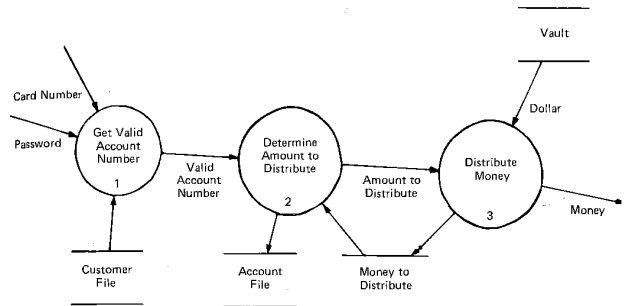 Vault
Card Number
Dollar
Password
Get Valid
Account
Number
1
Valid
Account
Number
Determine
Amount to
Distribute
2
Amount to
Distribute
Distribute
Money
3
Money
Customer
File
Account
File
Money to
Distribute